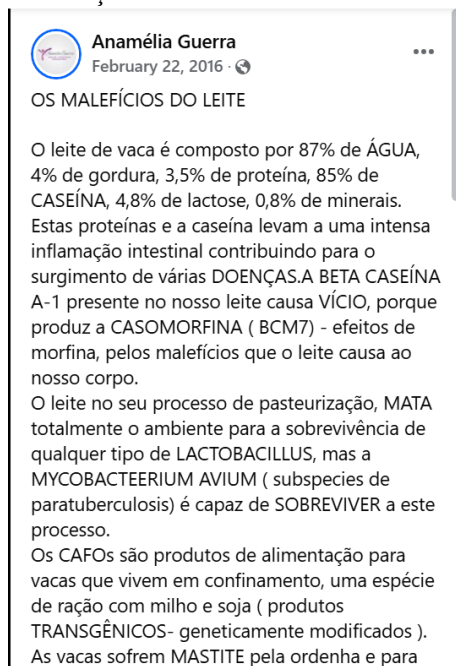 Anamélia Guerra
February 22, 2016 ·
OS MALEFÍCIOS DO LEITE
O leite de vaca é composto por 87% de ÁGUA,
4% de gordura, 3,5% de proteína, 85% de
CASEÍNA, 4,8% de lactose, 0,8% de minerais.
Estas proteínas e a caseína levam a uma intensa
inflamação intestinal contribuindo para o
surgimento de várias DOENÇAS.A BETA CASEÍNA
A-1 presente no nosso leite causa VÍCIO, porque
produz a CASOMORFINA ( BCM7) - efeitos de
morfina, pelos malefícios que o leite causa ao
nosso corpo.
O leite no seu processo de pasteurização, MATA
totalmente o ambiente para a sobrevivência de
qualquer tipo de LACTOBACILLUS, mas a
MYCOBACTEERIUM AVIUM ( subspecies de
paratuberculosis) é capaz de SOBREVIVER a este
processo.
Os CAFOs são produtos de alimentação para
vacas que vivem em confinamento, uma espécie
de ração com milho e soja ( produtos
TRANSGÊNICOS- geneticamente modificados ).
As vacas sofrem MASTITE pela ordenha e para